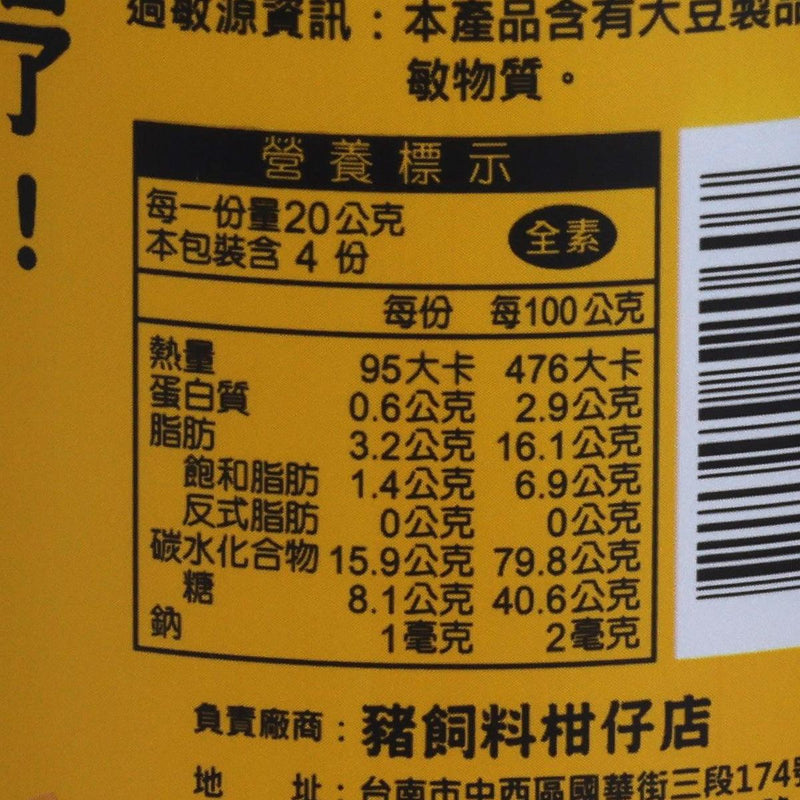 過敏源資訊：本產品含有大豆製品
敏物質。
了！
營養標示
每一份量20公克
本包裝含 4 份
全素
每份 每100公克
熱量 95大卡 476大卡
蛋白質 0.6公克 2.9公克
脂肪 3.2公克 16.1公克
飽和脂肪 1.4公克 6.9公克
反式脂肪 0公克 0公克
碳水化合物 15.9公克 79.8公克
糖 8.1公克 40.6公克
鈉 1毫克 2毫克
負責廠商：豬飼料柑仔店
地址：台南市中西區國華街三段174號